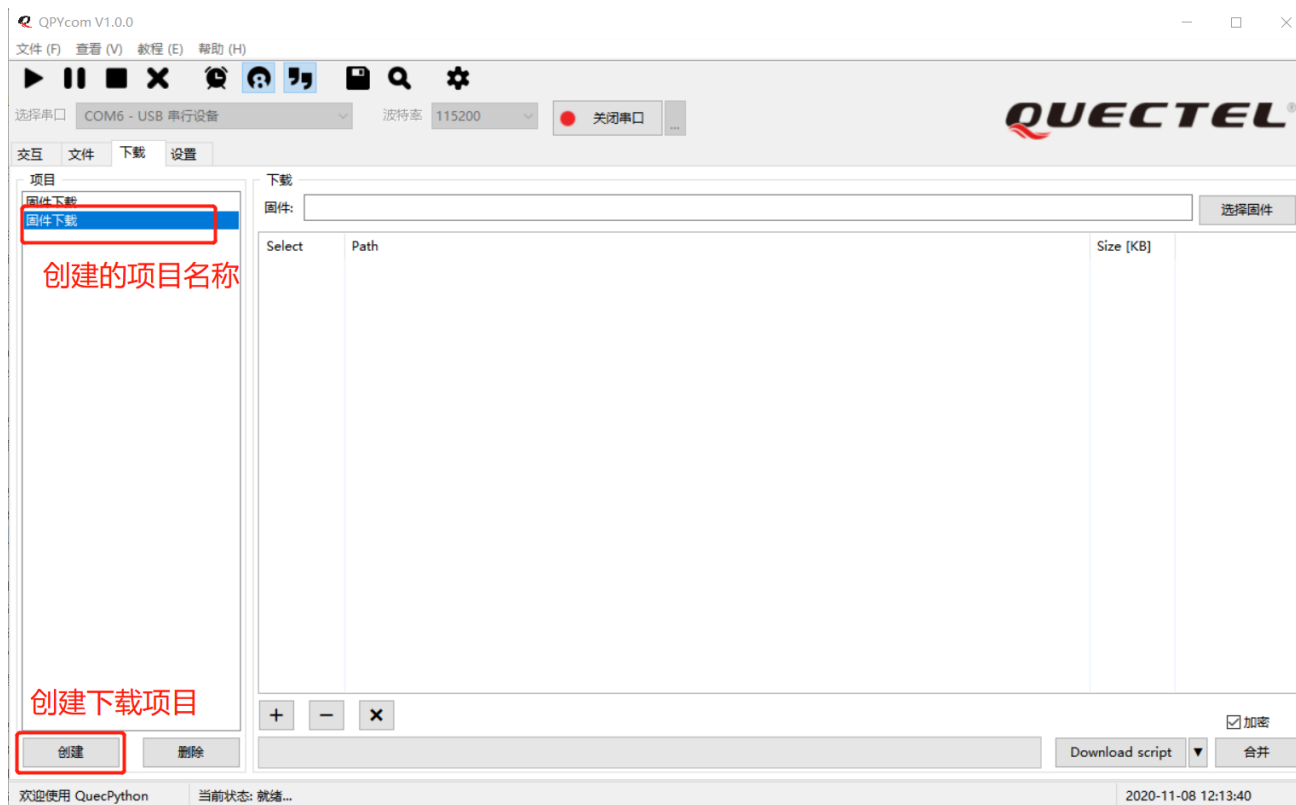 QPYcom V1.0.0
文件 (F) 查看 (V) 教程 (E) 帮助 (H)
选择串口 COM6 - USB 串行设备 波特率 115200 关闭串口 ...
QUECTEL®
交互 文件 下载 设置
项目
固件下载
固件下载
创建的项目名称
创建下载项目
创建 删除
下载
固件: 选择固件
Select Path Size [KB]
加密
Download script 合并
欢迎使用 QuecPython 当前状态: 就绪... 2020-11-08 12:13:40